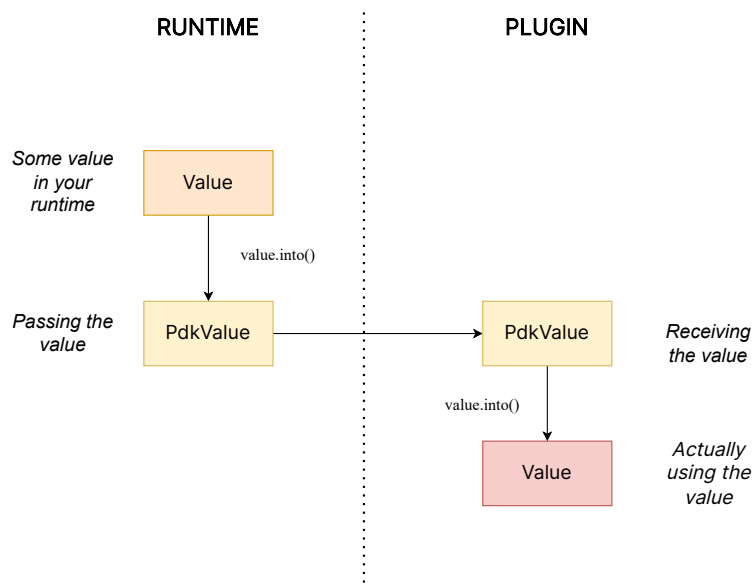 RUNTIME
PLUGIN
Some value
in your
runtime
Value
value.into()
Passing the
value
PdkValue
PdkValue
Receiving
the value
value.into()
Value
Actually
using the
value